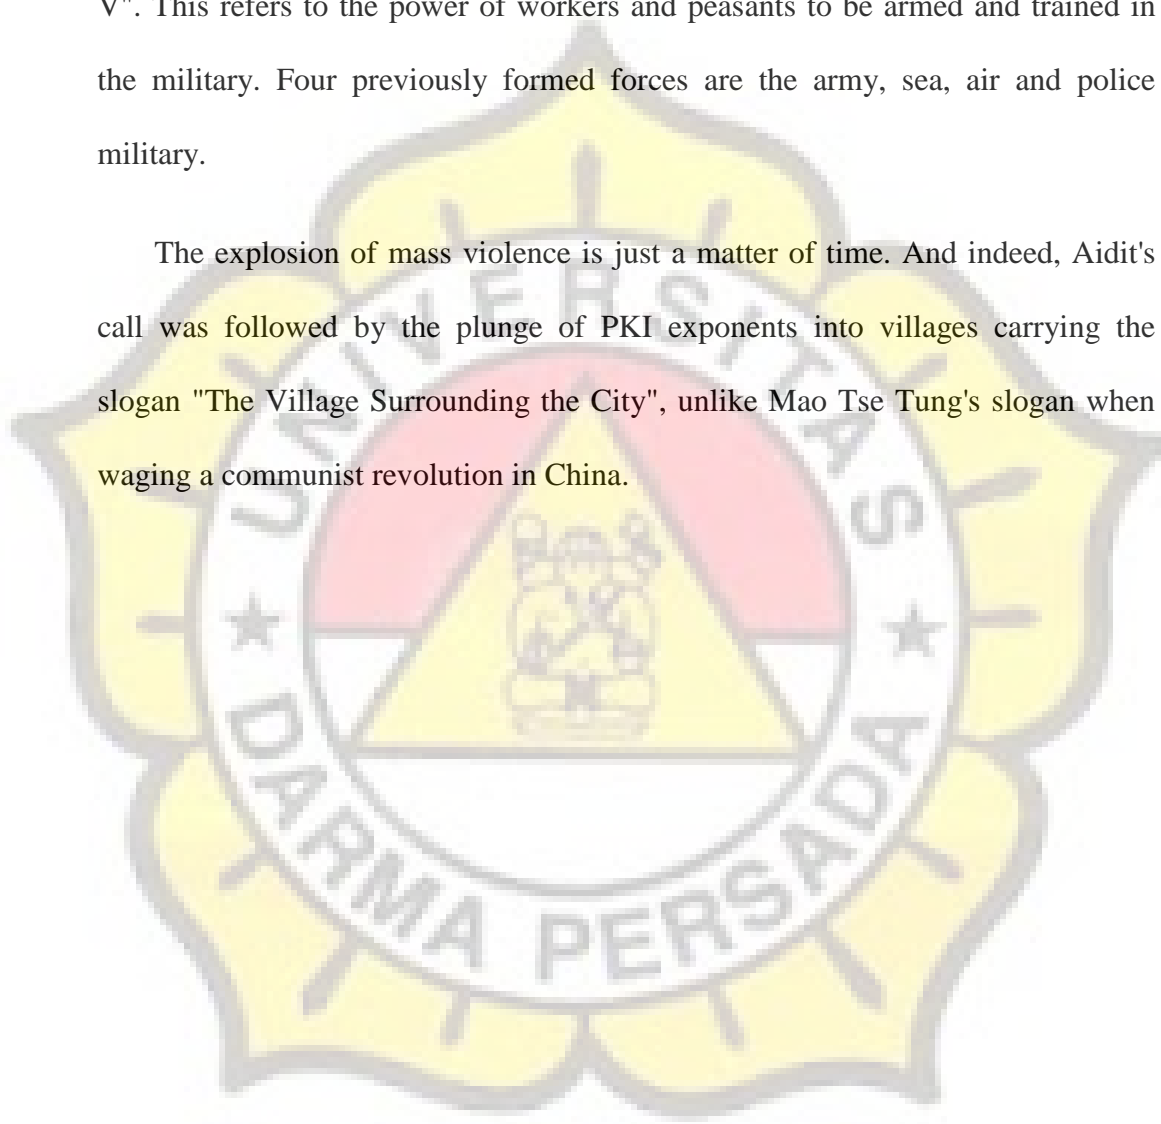 V". This refers to the power of workers and peasants to be armed and trained in
the military. Four previously formed forces are the army, sea, air and police
military.
The explosion of mass violence is just a matter of time. And indeed, Aidit's
call was followed by the plunge of PKI exponents into villages carrying the
slogan "The Village Surrounding the City", unlike Mao Tse Tung's slogan when
waging a communist revolution in China.
UNIVERSITAS
DARMA PERSADA